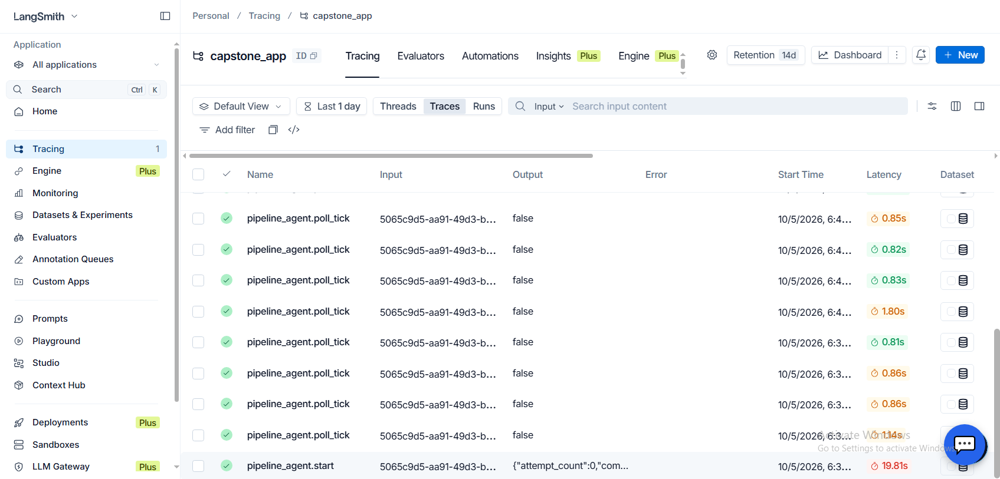 LangSmith
Personal / Tracing / capstone_app
Application
All applications
Search Ctrl K
Home
Tracing 1
Engine Plus
Monitoring
Datasets & Experiments
Evaluators
Annotation Queues
Custom Apps
Prompts
Playground
Studio
Context Hub
Deployments Plus
Sandboxes
LLM Gateway Plus
capstone_app ID Tracing Evaluators Automations Insights Plus Engine Plus Retention 14d Dashboard + New
Default View Last 1 day Threads Traces Runs Input Search input content
Add filter </>
Name Input Output Error Start Time Latency Dataset
pipeline_agent.poll_tick 5065c9d5-aa91-49d3-b... false 10/5/2026, 6:4... 0.85s
pipeline_agent.poll_tick 5065c9d5-aa91-49d3-b... false 10/5/2026, 6:4... 0.82s
pipeline_agent.poll_tick 5065c9d5-aa91-49d3-b... false 10/5/2026, 6:4... 0.83s
pipeline_agent.poll_tick 5065c9d5-aa91-49d3-b... false 10/5/2026, 6:4... 1.80s
pipeline_agent.poll_tick 5065c9d5-aa91-49d3-b... false 10/5/2026, 6:3... 0.81s
pipeline_agent.poll_tick 5065c9d5-aa91-49d3-b... false 10/5/2026, 6:3... 0.86s
pipeline_agent.poll_tick 5065c9d5-aa91-49d3-b... false 10/5/2026, 6:3... 0.86s
pipeline_agent.poll_tick 5065c9d5-aa91-49d3-b... false 10/5/2026, 6:3... 1.14s
pipeline_agent.start 5065c9d5-aa91-49d3-b... {"attempt_count":0,"com... 10/5/2026, 6:3... 19.81s
Activate Windows
Go to Settings to activate Windows